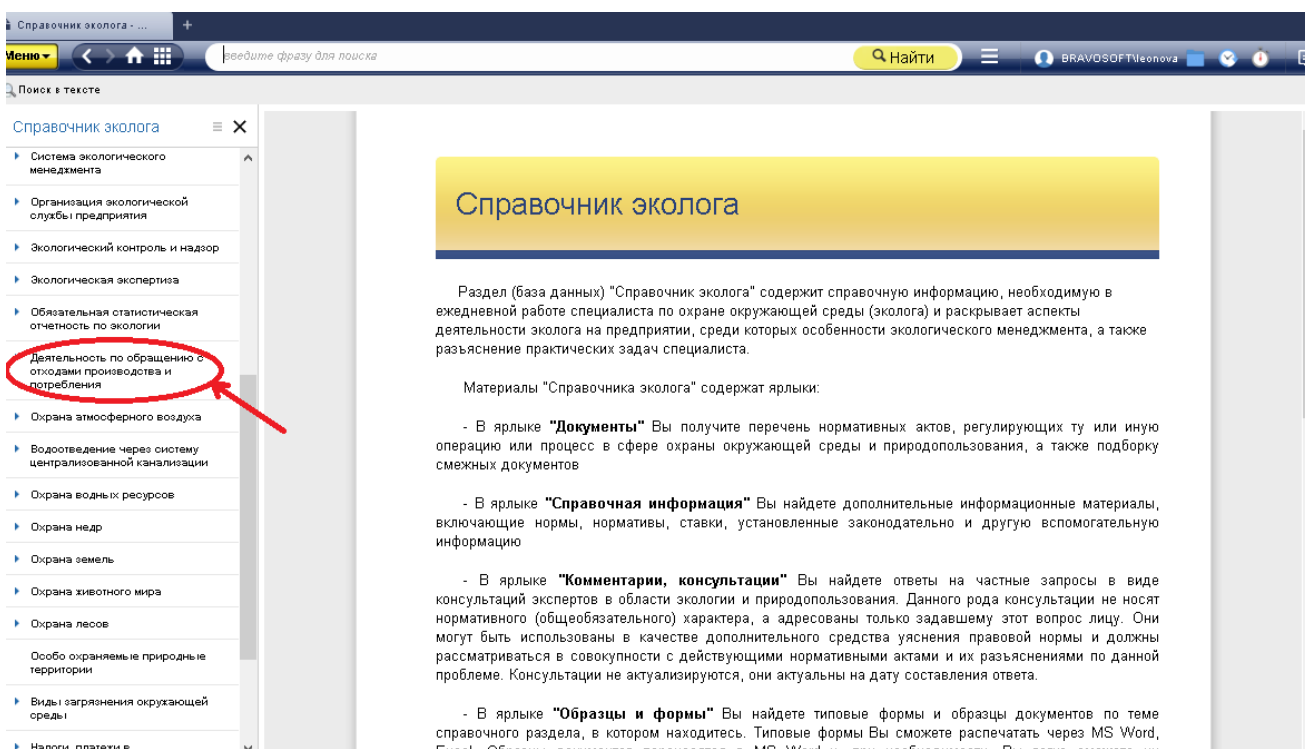 Справочник эколога - ...
+
Меню
введите фразу для поиска
Найти
BRAVOSOFT\leonova
Поиск в тексте
Справочник эколога
Система экологического
менеджмента
Организация экологической
службы предприятия
Экологический контроль и надзор
Экологическая экспертиза
Обязательная статистическая
отчетность по экологии
Деятельность по обращению с
отходами производства и
потребления
Охрана атмосферного воздуха
Водоотведение через систему
централизованной канализации
Охрана водных ресурсов
Охрана недр
Охрана земель
Охрана животного мира
Охрана лесов
Особо охраняемые природные
территории
Виды загрязнения окружающей
среды
Налоги, платежи в
Справочник эколога
Раздел (база данных) "Справочник эколога" содержит справочную информацию, необходимую в
ежедневной работе специалиста по охране окружающей среды (эколога) и раскрывает аспекты
деятельности эколога на предприятии, среди которых особенности экологического менеджмента, а также
разъяснение практических задач специалиста.
Материалы "Справочника эколога" содержат ярлыки:
- В ярлыке "Документы" Вы получите перечень нормативных актов, регулирующих ту или иную
операцию или процесс в сфере охраны окружающей среды и природопользования, а также подборку
смежных документов
- В ярлыке "Справочная информация" Вы найдете дополнительные информационные материалы,
включающие нормы, нормативы, ставки, установленные законодательно и другую вспомогательную
информацию
- В ярлыке "Комментарии, консультации" Вы найдете ответы на частные запросы в виде
консультаций экспертов в области экологии и природопользования. Данного рода консультации не носят
нормативного (общеобязательного) характера, а адресованы только задавшему этот вопрос лицу. Они
могут быть использованы в качестве дополнительного средства уяснения правовой нормы и должны
рассматриваться в совокупности с действующими нормативными актами и их разъяснениями по данной
проблеме. Консультации не актуализируются, они актуальны на дату составления ответа.
- В ярлыке "Образцы и формы" Вы найдете типовые формы и образцы документов по теме
справочного раздела, в котором находитесь. Типовые формы Вы сможете распечатать через MS Word,